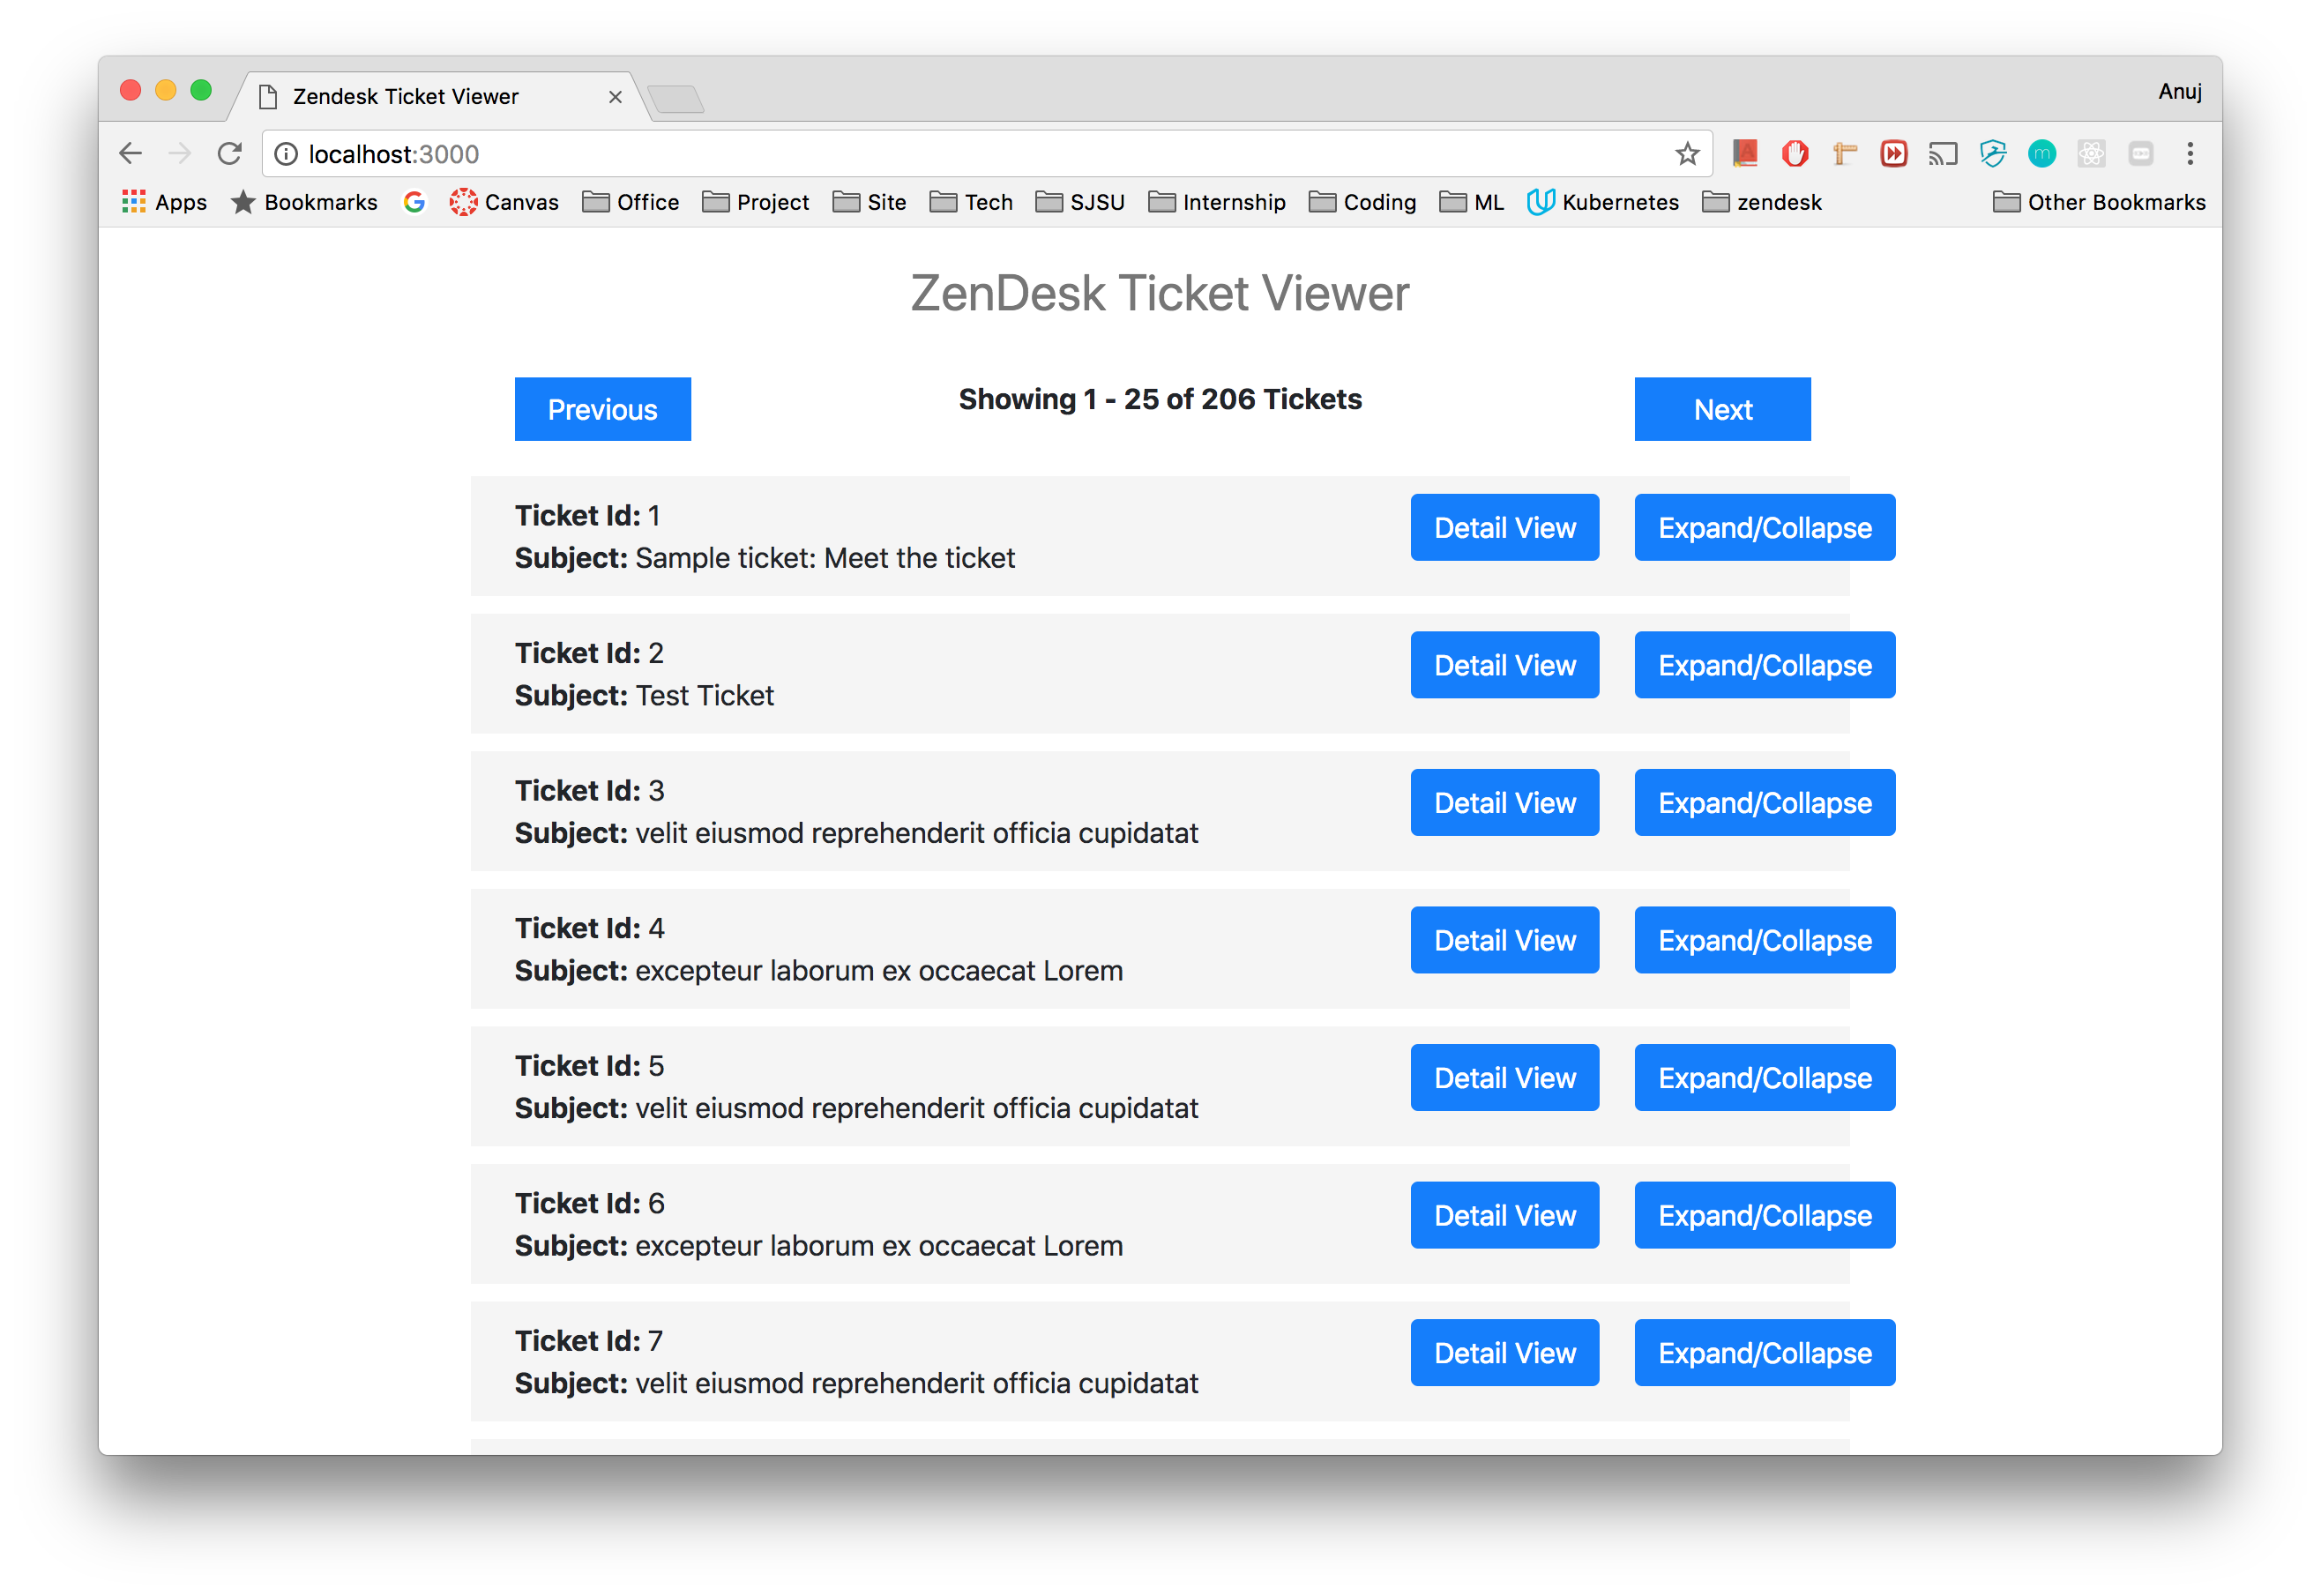 Zendesk Ticket Viewer
Anuj
localhost:3000
Apps Bookmarks Canvas Office Project Site Tech SJSU Internship Coding ML Kubernetes zendesk Other Bookmarks
ZenDesk Ticket Viewer
Previous Showing 1 - 25 of 206 Tickets Next
Ticket Id: 1 Detail View Expand/Collapse
Subject: Sample ticket: Meet the ticket
Ticket Id: 2 Detail View Expand/Collapse
Subject: Test Ticket
Ticket Id: 3 Detail View Expand/Collapse
Subject: velit eiusmod reprehenderit officia cupidatat
Ticket Id: 4 Detail View Expand/Collapse
Subject: excepteur laborum ex occaecat Lorem
Ticket Id: 5 Detail View Expand/Collapse
Subject: velit eiusmod reprehenderit officia cupidatat
Ticket Id: 6 Detail View Expand/Collapse
Subject: excepteur laborum ex occaecat Lorem
Ticket Id: 7 Detail View Expand/Collapse
Subject: velit eiusmod reprehenderit officia cupidatat